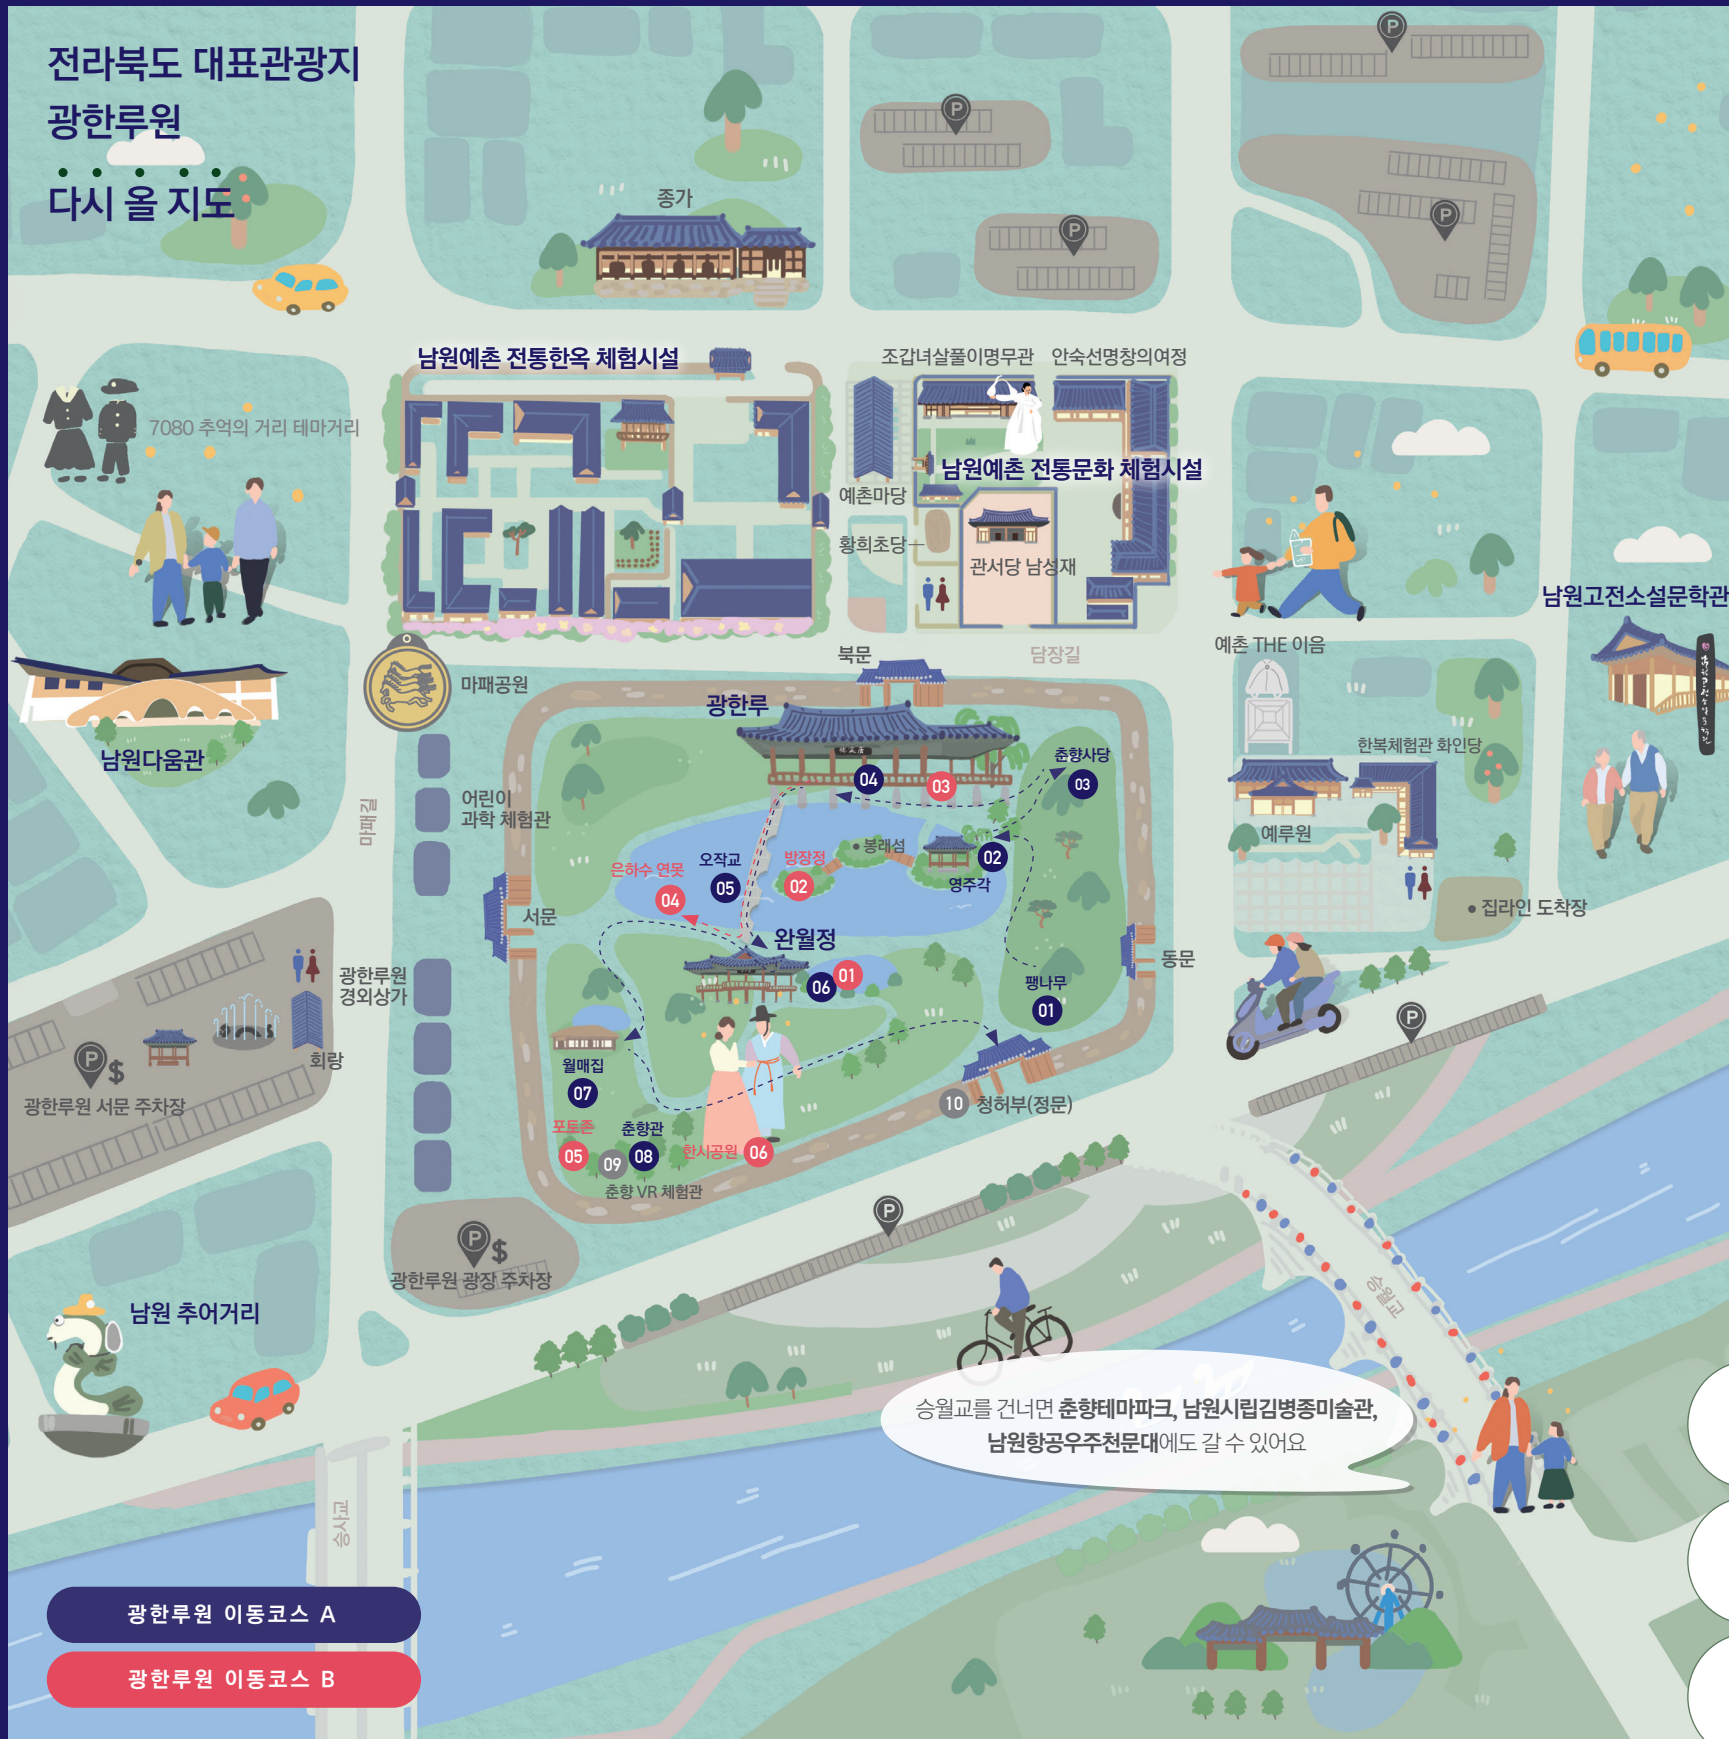 전라북도 대표관광지
광한루원
다시 올 지도
종가
남원예촌 전통한옥 체험시설
조갑녀살풀이명무관
안숙선명창의여정
7080 추억의 거리 테마거리
남원예촌 전통문화 체험시설
예촌마당
황희초당
관서당 남성재
남원고전소설문학관
예촌 THE 이음
북문
담장길
마패공원
광한루
남원다움관
춘향사당
03
04
03
한복체험관 화인당
마패길
어린이
과학 체험관
예루원
은하수 연못
04
오작교
05
방장정
02
봉래섬
02
영주각
서문
집라인 도착장
완월정
06
01
동문
팽나무
01
광한루원
경외상가
회랑
월매집
07
광한루원 서문 주차장
10 청허부(정문)
포토존
05
09
춘향관
08
한시공원 06
춘향 VR 체험관
P
$
광한루원 광장 주차장
승월교
남원 추어거리
승월교를 건너면 춘향테마파크, 남원시립김병종미술관,
남원항공우주천문대에도 갈 수 있어요
승사교
광한루원 이동코스 A
광한루원 이동코스 B